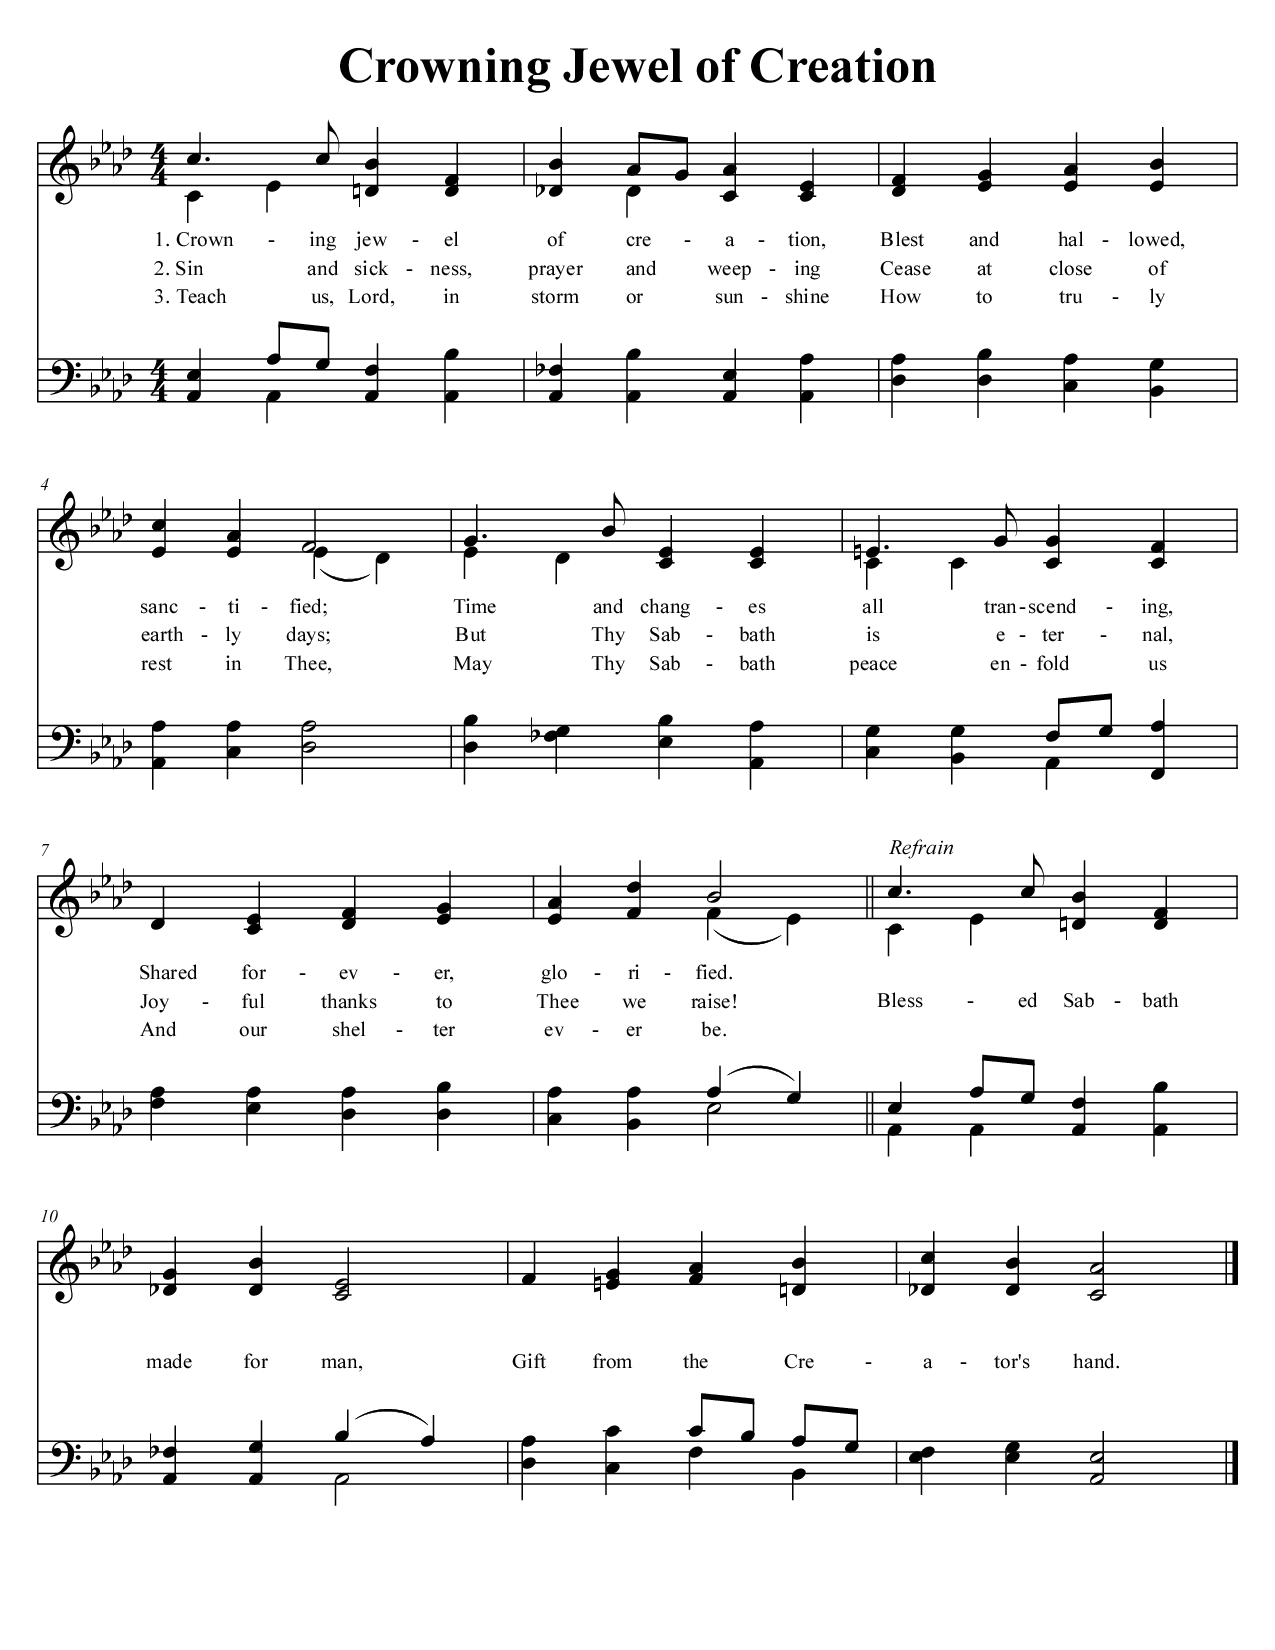 Crowning Jewel of Creation
4 4
1. Crown - ing jew - el of cre - a - tion, Blest and hal - lowed,
2. Sin and sick - ness, prayer and weep - ing Cease at close of
3. Teach us, Lord, in storm or sun - shine How to tru - ly
4 4
4
sanc - ti - fied; Time and chang - es all tran - scend - ing,
earth - ly days; But Thy Sab - bath is e - ter - nal,
rest in Thee, May Thy Sab - bath peace en - fold us
7
Refrain
Shared for - ev - er, glo - ri - fied.
Joy - ful thanks to Thee we raise! Bless - ed Sab - bath
And our shel - ter ev - er be.
10
made for man, Gift from the Cre - a - tor's hand.